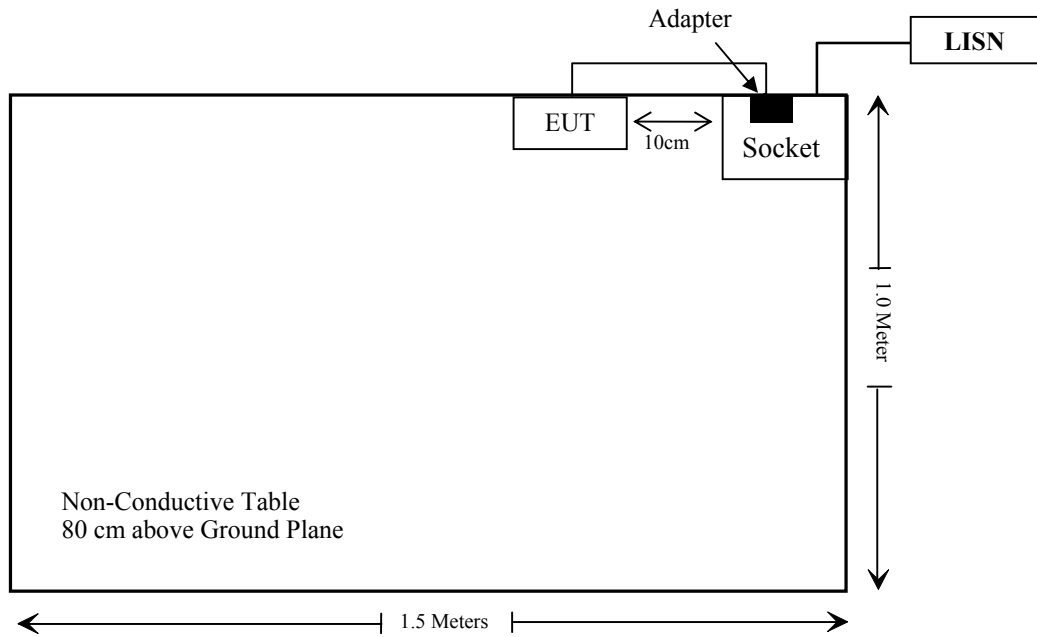 Adapter
LISN
EUT
10cm
Socket
1.0 Meter
Non-Conductive Table
80 cm above Ground Plane
1.5 Meters